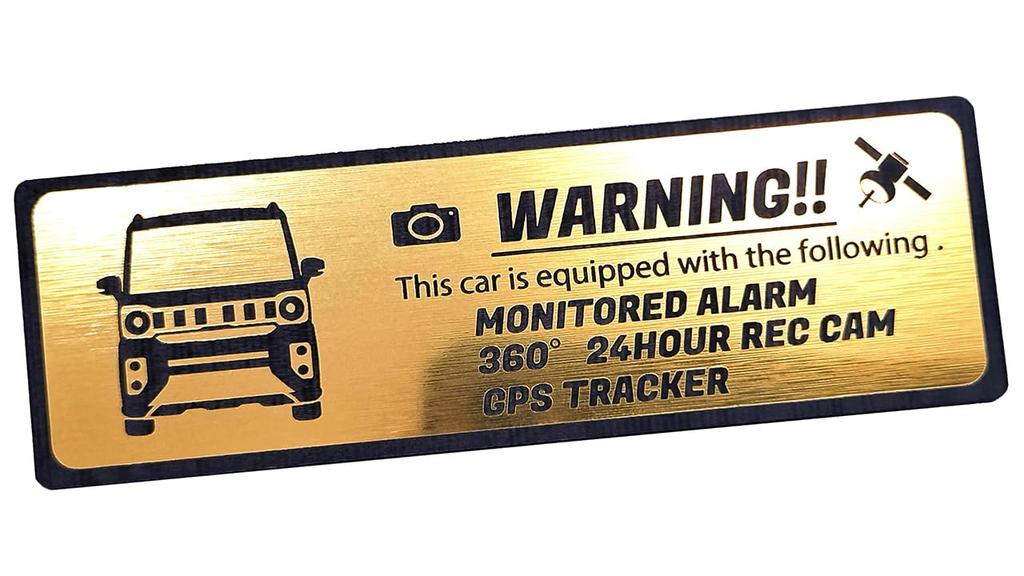 WARNING!!
This car is equipped with the following .
MONITORED ALARM
360° 24HOUR REC CAM
GPS TRACKER